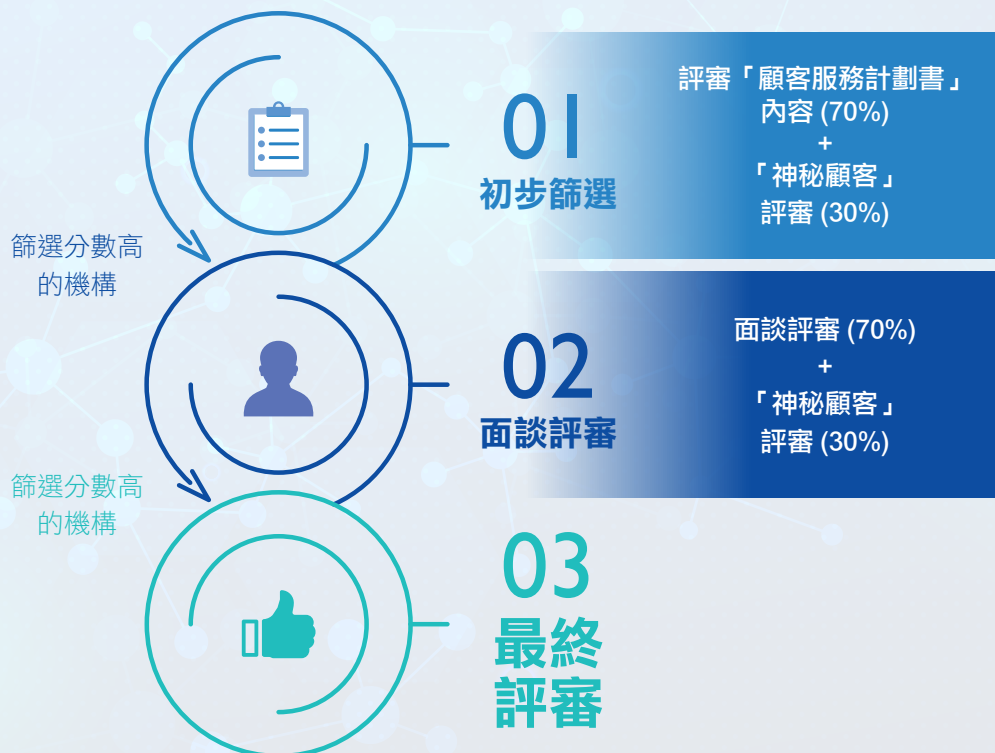 01
初步篩選
評審「顧客服務計劃書」
內容 (70%)
+
「神秘顧客」
評審 (30%)
篩選分數高
的機構
02
面談評審
面談評審 (70%)
+
「神秘顧客」
評審 (30%)
篩選分數高
的機構
03
最終
評審